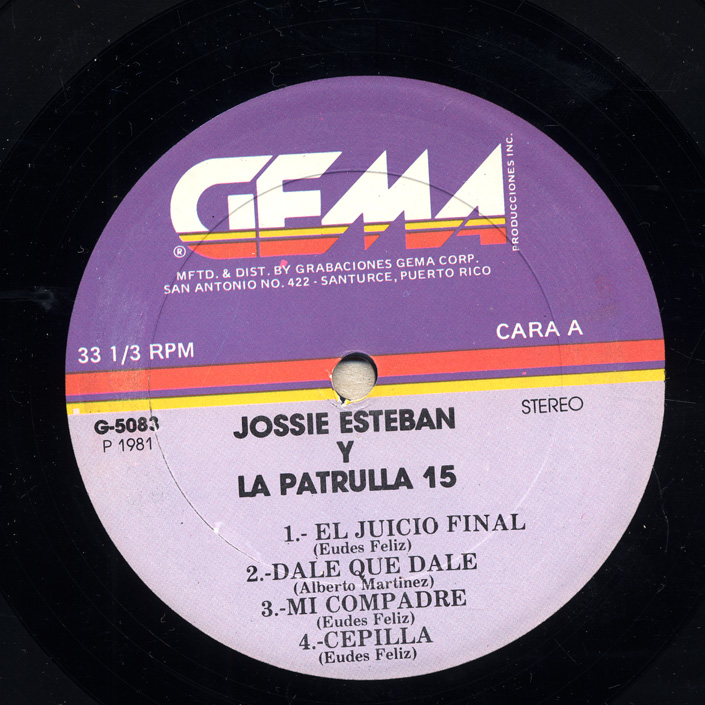 GEMA
PRODUCCIONES INC.
®
MFTD. & DIST. BY GRABACIONES GEMA CORP.
SAN ANTONIO NO. 422 - SANTURCE, PUERTO RICO
33 1/3 RPM
CARA A
G-5083
P 1981
STEREO
JOSSIE ESTEBAN
Y
LA PATRULLA 15
1.- EL JUICIO FINAL
(Eudes Feliz)
2.-DALE QUE DALE
(Alberto Martinez)
3.-MI COMPADRE
(Eudes Feliz)
4.-CEPILLA
(Eudes Feliz)